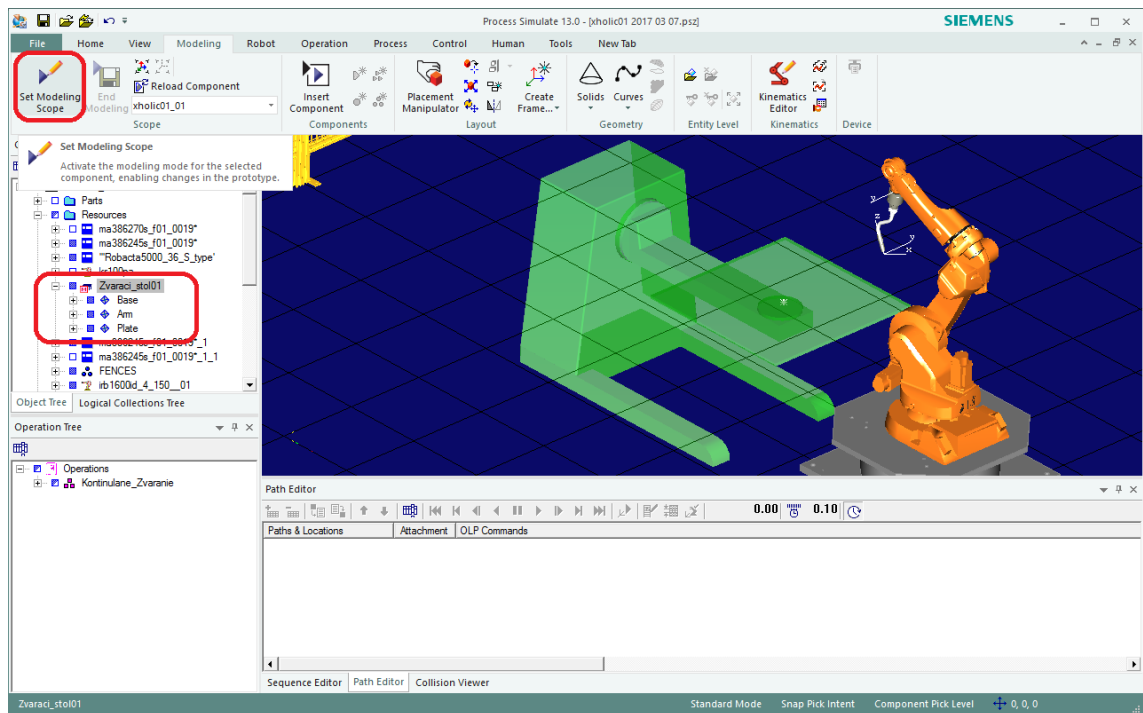 Process Simulate 13.0 - [xholic01 2017 03 07.psz]
SIEMENS
File Home View Modeling Robot Operation Process Control Human Tools New Tab
Set Modeling Scope
End Modeling
Reload Component
xholic01_01
Insert Component
Placement Manipulator
Create Frame...
Solids Curves
Kinematics Editor
Scope Components Layout Geometry Entity Level Kinematics Device
Set Modeling Scope
Activate the modeling mode for the selected
component, enabling changes in the prototype.
Parts
Resources
ma386270s_f01_0019*
ma386245s_f01_0019*
'"Robacta5000_36_S_type'
kr100pa
Zvaraci_stol01
Base
Arm
Plate
ma386245s_f01_0019*_1
ma386245s_f01_0019*_1_1
FENCES
irb1600id_4_150__01
Object Tree Logical Collections Tree
Operation Tree
Operations
Kontinulane_Zvaranie
z
y
x
y
Path Editor
0.00 0.10
Paths & Locations Attachment OLP Commands
Sequence Editor Path Editor Collision Viewer
Zvaraci_stol01 Standard Mode Snap Pick Intent Component Pick Level 0, 0, 0